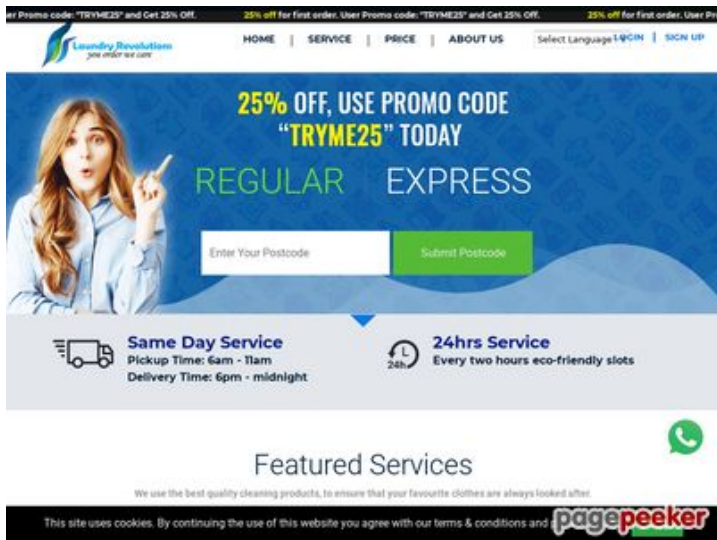 er Promo code: "TRYME25" and Get 25% Off. 25% off for first order. User Promo code: "TRYME25" and Get 25% Off. 25% off for first order. User Pro
Laundry Revolutions
you order we care
HOME | SERVICE | PRICE | ABOUT US
Select Language
LOGIN | SIGN UP
25% OFF, USE PROMO CODE
“TRYME25” TODAY
REGULAR EXPRESS
Enter Your Postcode
Submit Postcode
Same Day Service
Pickup Time: 6am - 11am
Delivery Time: 6pm - midnight
24h
24hrs Service
Every two hours eco-friendly slots
Featured Services
We use the best quality cleaning products, to ensure that your favourite clothes are always looked after.
This site uses cookies. By continuing the use of this website you agree with our terms & conditions and
pagepeeker